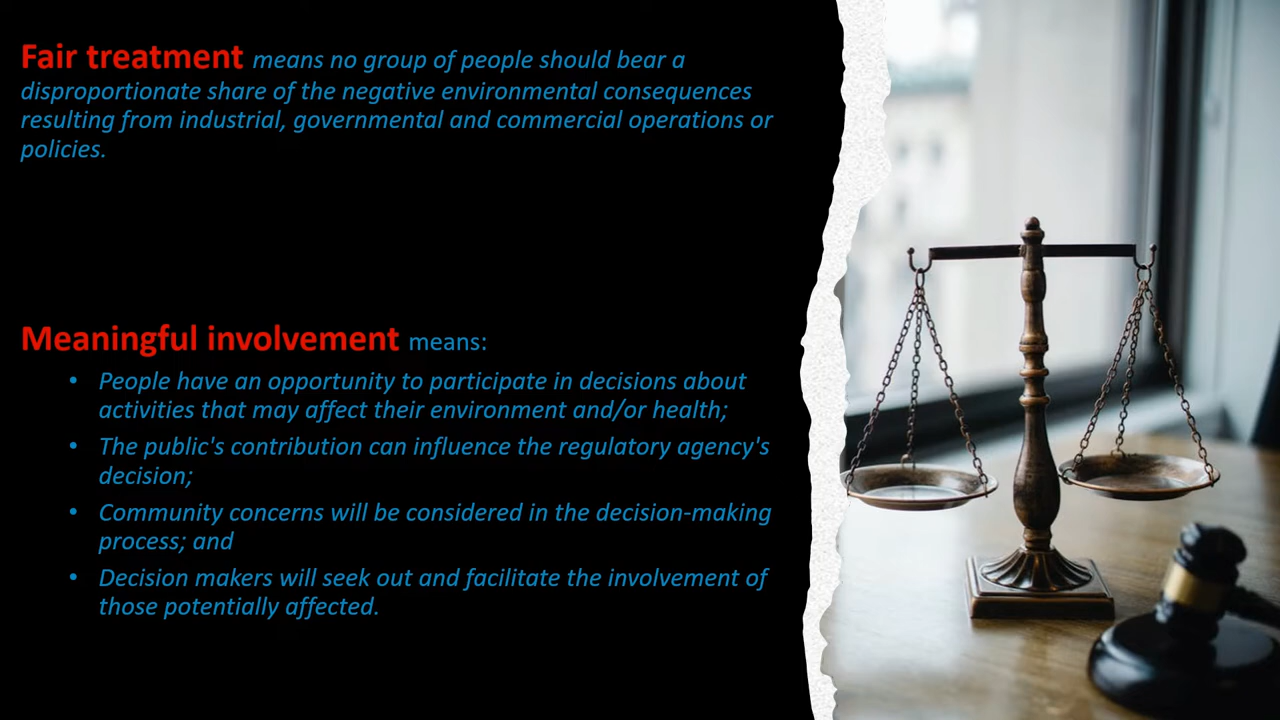 Fair treatment means no group of people should bear a
disproportionate share of the negative environmental consequences
resulting from industrial, governmental and commercial operations or
policies.
Meaningful involvement means:
• People have an opportunity to participate in decisions about
activities that may affect their environment and/or health;
• The public's contribution can influence the regulatory agency's
decision;
• Community concerns will be considered in the decision-making
process; and
• Decision makers will seek out and facilitate the involvement of
those potentially affected.